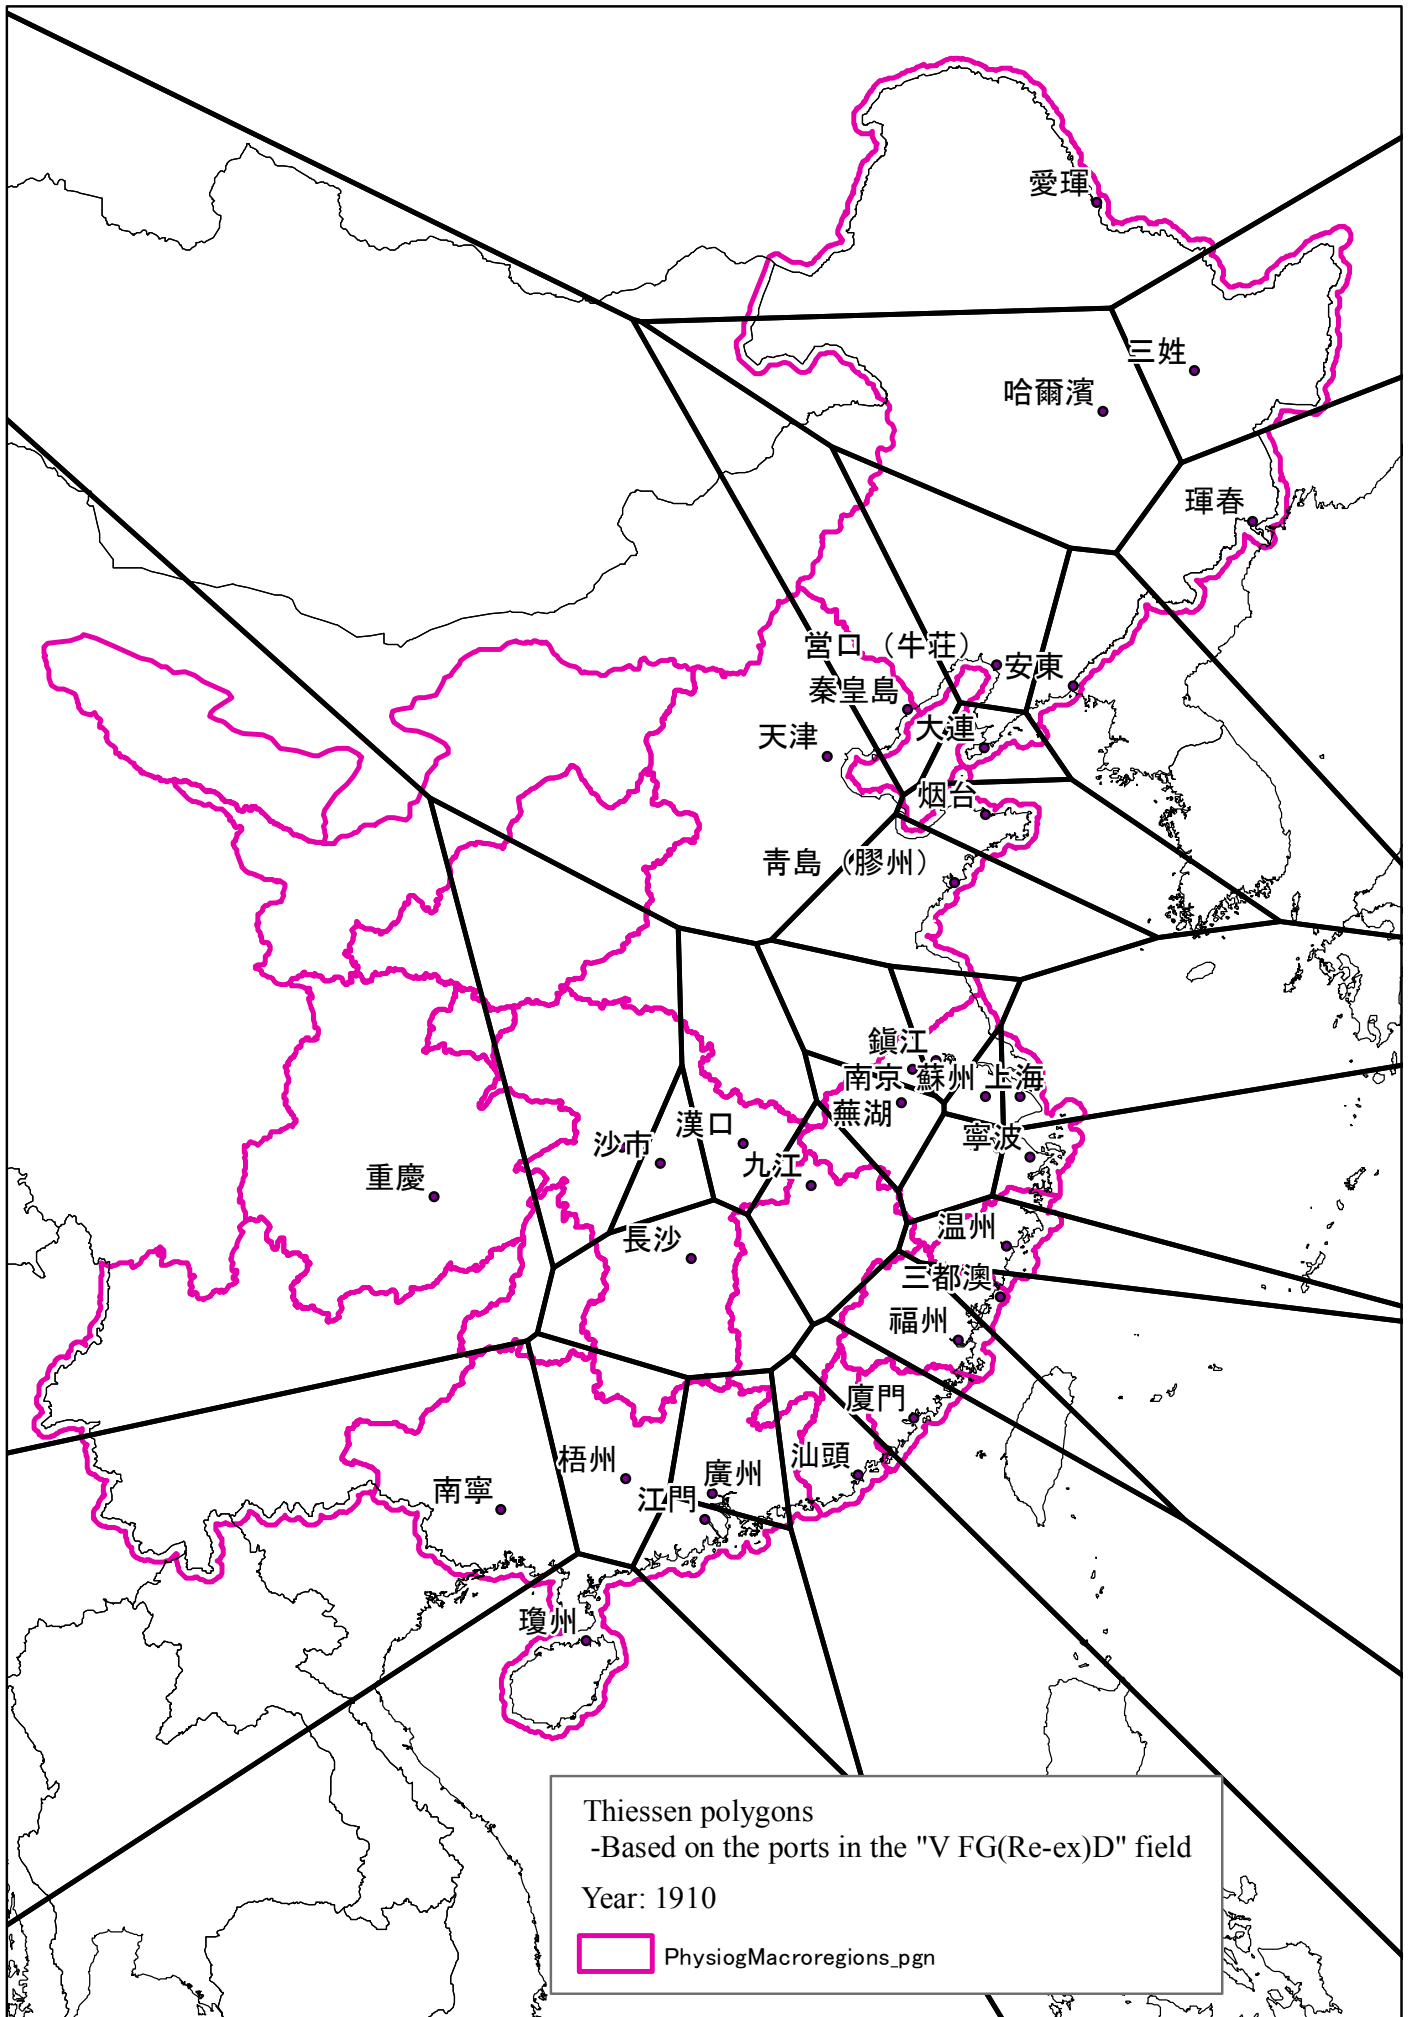 愛琿
三姓
哈爾濱
琿春
営口（牛荘）
安東
秦皇島
大連
天津
烟台
青島（膠州）
鎮江
南京
蘇州
上海
蕪湖
漢口
沙市
寧波
九江
重慶
長沙
温州
三都澳
福州
廈門
汕頭
梧州
廣州
南寧
江門
瓊州
Thiessen polygons
-Based on the ports in the "V FG(Re-ex)D" field
Year: 1910
PhysiogMacroregions_pgn